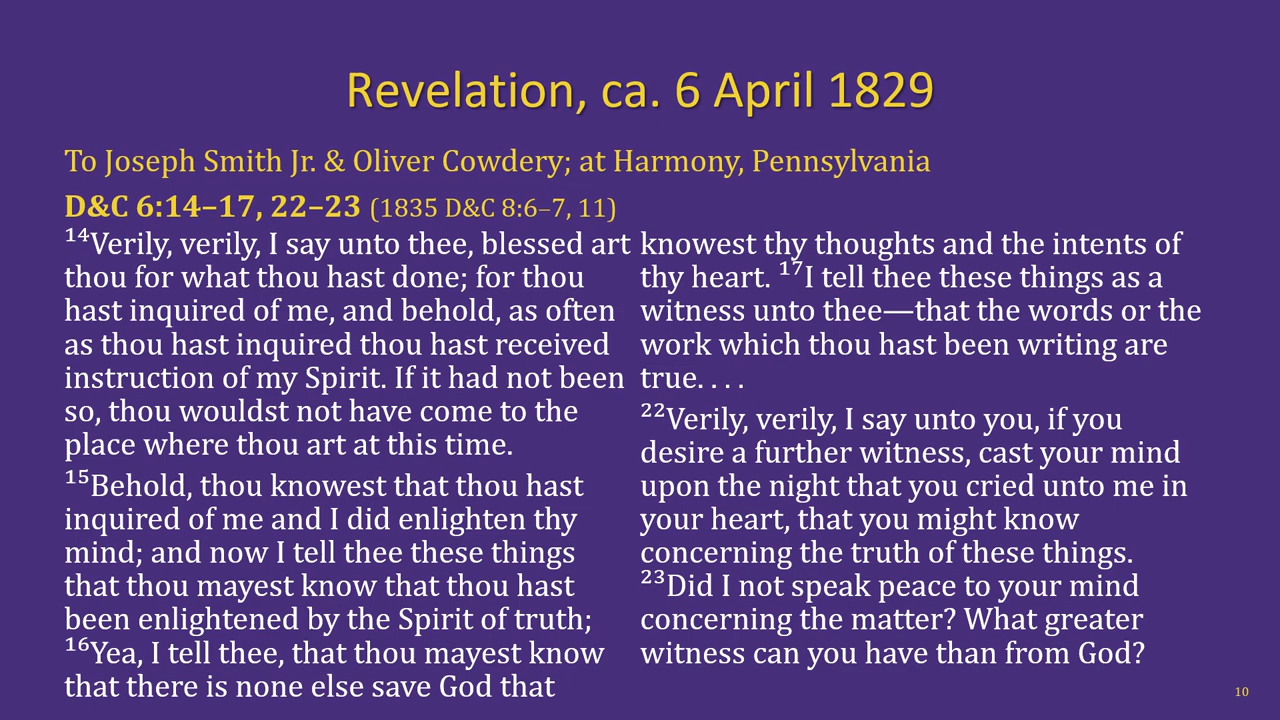 Revelation, ca. 6 April 1829
To Joseph Smith Jr. & Oliver Cowdery; at Harmony, Pennsylvania
D&C 6:14–17, 22–23 (1835 D&C 8:6–7, 11)
¹⁴Verily, verily, I say unto thee, blessed art
thou for what thou hast done; for thou
hast inquired of me, and behold, as often
as thou hast inquired thou hast received
instruction of my Spirit. If it had not been
so, thou wouldst not have come to the
place where thou art at this time.
¹⁵Behold, thou knowest that thou hast
inquired of me and I did enlighten thy
mind; and now I tell thee these things
that thou mayest know that thou hast
been enlightened by the Spirit of truth;
¹⁶Yea, I tell thee, that thou mayest know
that there is none else save God that
knowest thy thoughts and the intents of
thy heart. ¹⁷I tell thee these things as a
witness unto thee—that the words or the
work which thou hast been writing are
true. . . .
²²Verily, verily, I say unto you, if you
desire a further witness, cast your mind
upon the night that you cried unto me in
your heart, that you might know
concerning the truth of these things.
²³Did I not speak peace to your mind
concerning the matter? What greater
witness can you have than from God?
10